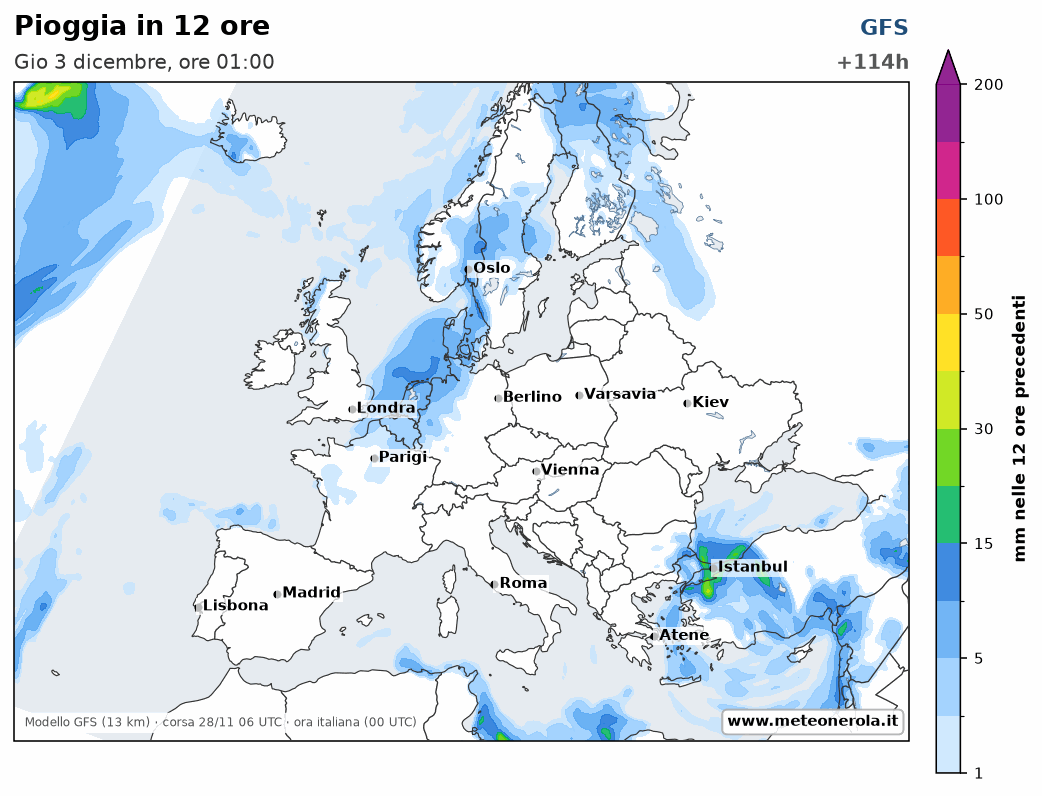 Pioggia in 12 ore
GFS
Gio 3 dicembre, ore 01:00
+114h
200
100
50
30
15
5
1
mm nelle 12 ore precedenti
Oslo
Berlino
Varsavia
Kiev
Londra
Parigi
Vienna
Istanbul
Roma
Madrid
Lisbona
Atene
Modello GFS (13 km) · corsa 28/11 06 UTC · ora italiana (00 UTC)
www.meteonerola.it